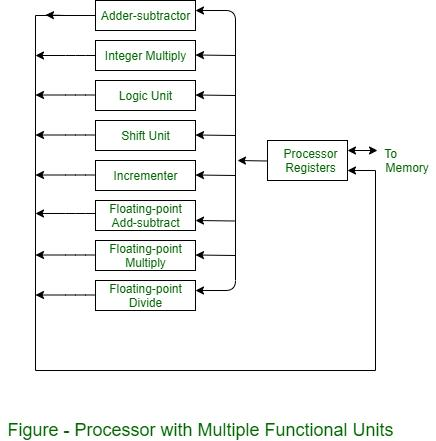 Adder-subtractor
Integer Multiply
Logic Unit
Shift Unit
Incrementer
Floating-point
Add-subtract
Floating-point
Multiply
Floating-point
Divide
Processor
Registers
To
Memory
Figure - Processor with Multiple Functional Units